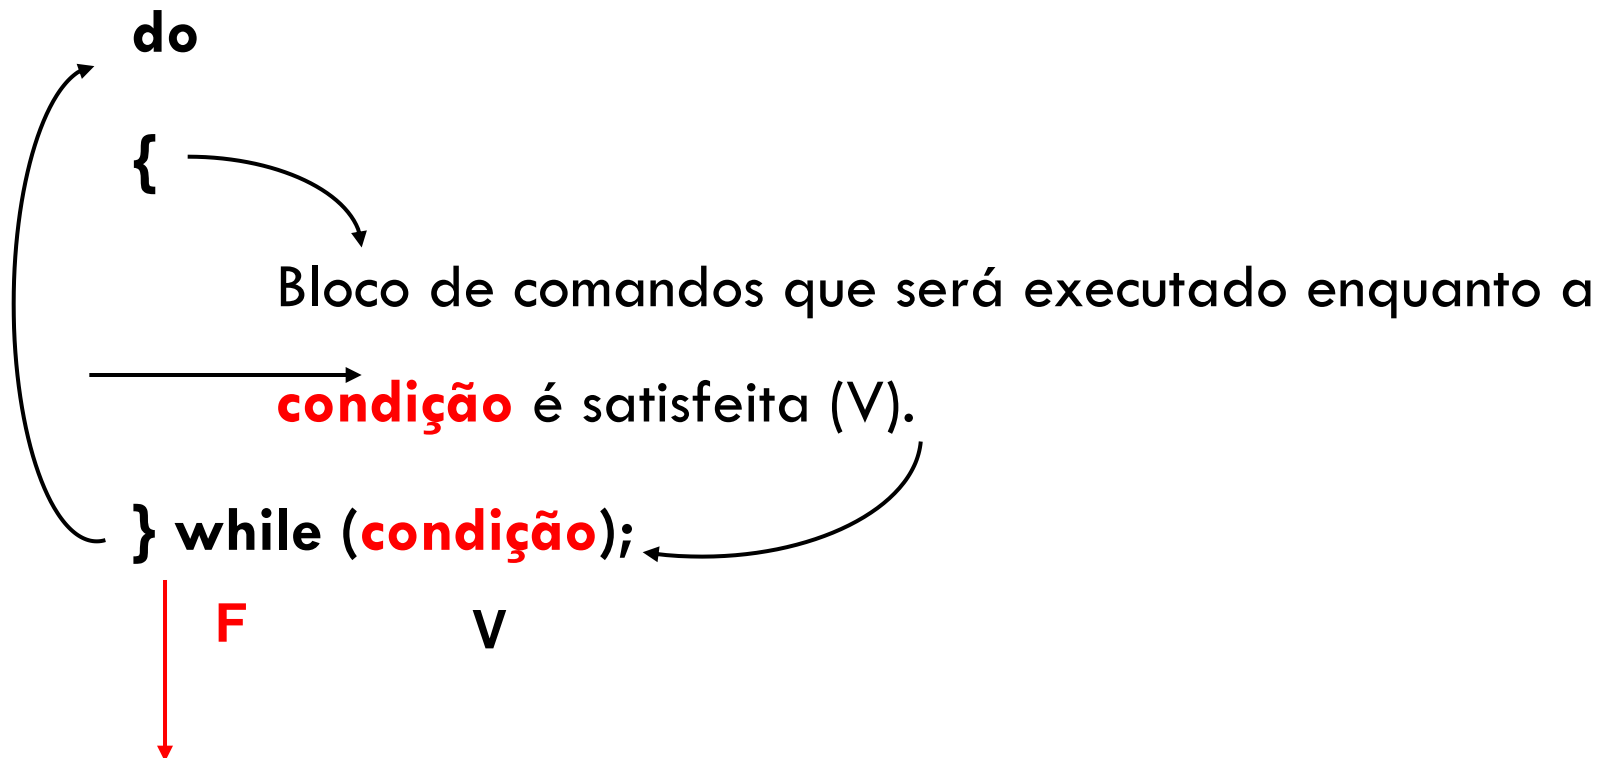 do
{
Bloco de comandos que será executado enquanto a
condição é satisfeita (V).
} while (condição);
F V